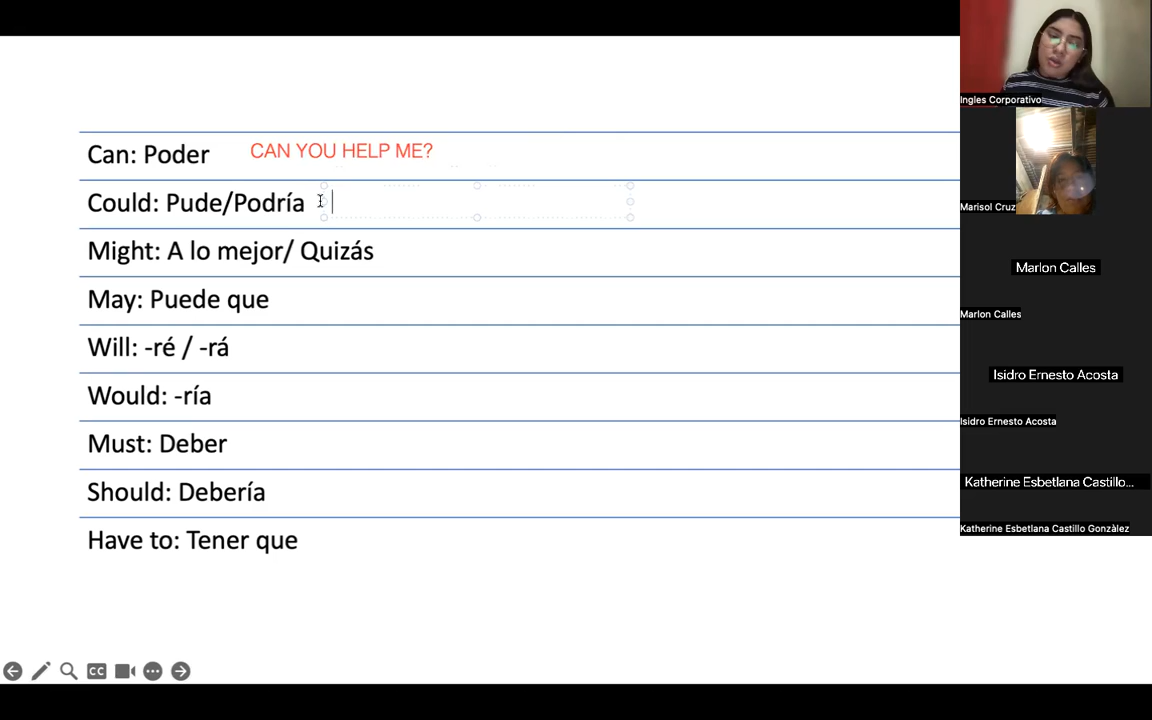 Can: Poder
CAN YOU HELP ME?
Could: Pude/Podría
Might: A lo mejor/ Quizás
May: Puede que
Will: -ré / -rá
Would: -ría
Must: Deber
Should: Debería
Have to: Tener que
CC
Ingles Corporativo
Marisol Cruz
Marlon Calles
Marlon Calles
Isidro Ernesto Acosta
Isidro Ernesto Acosta
Katherine Esbetlana Castillo...
Katherine Esbetlana Castillo Gonzàlez